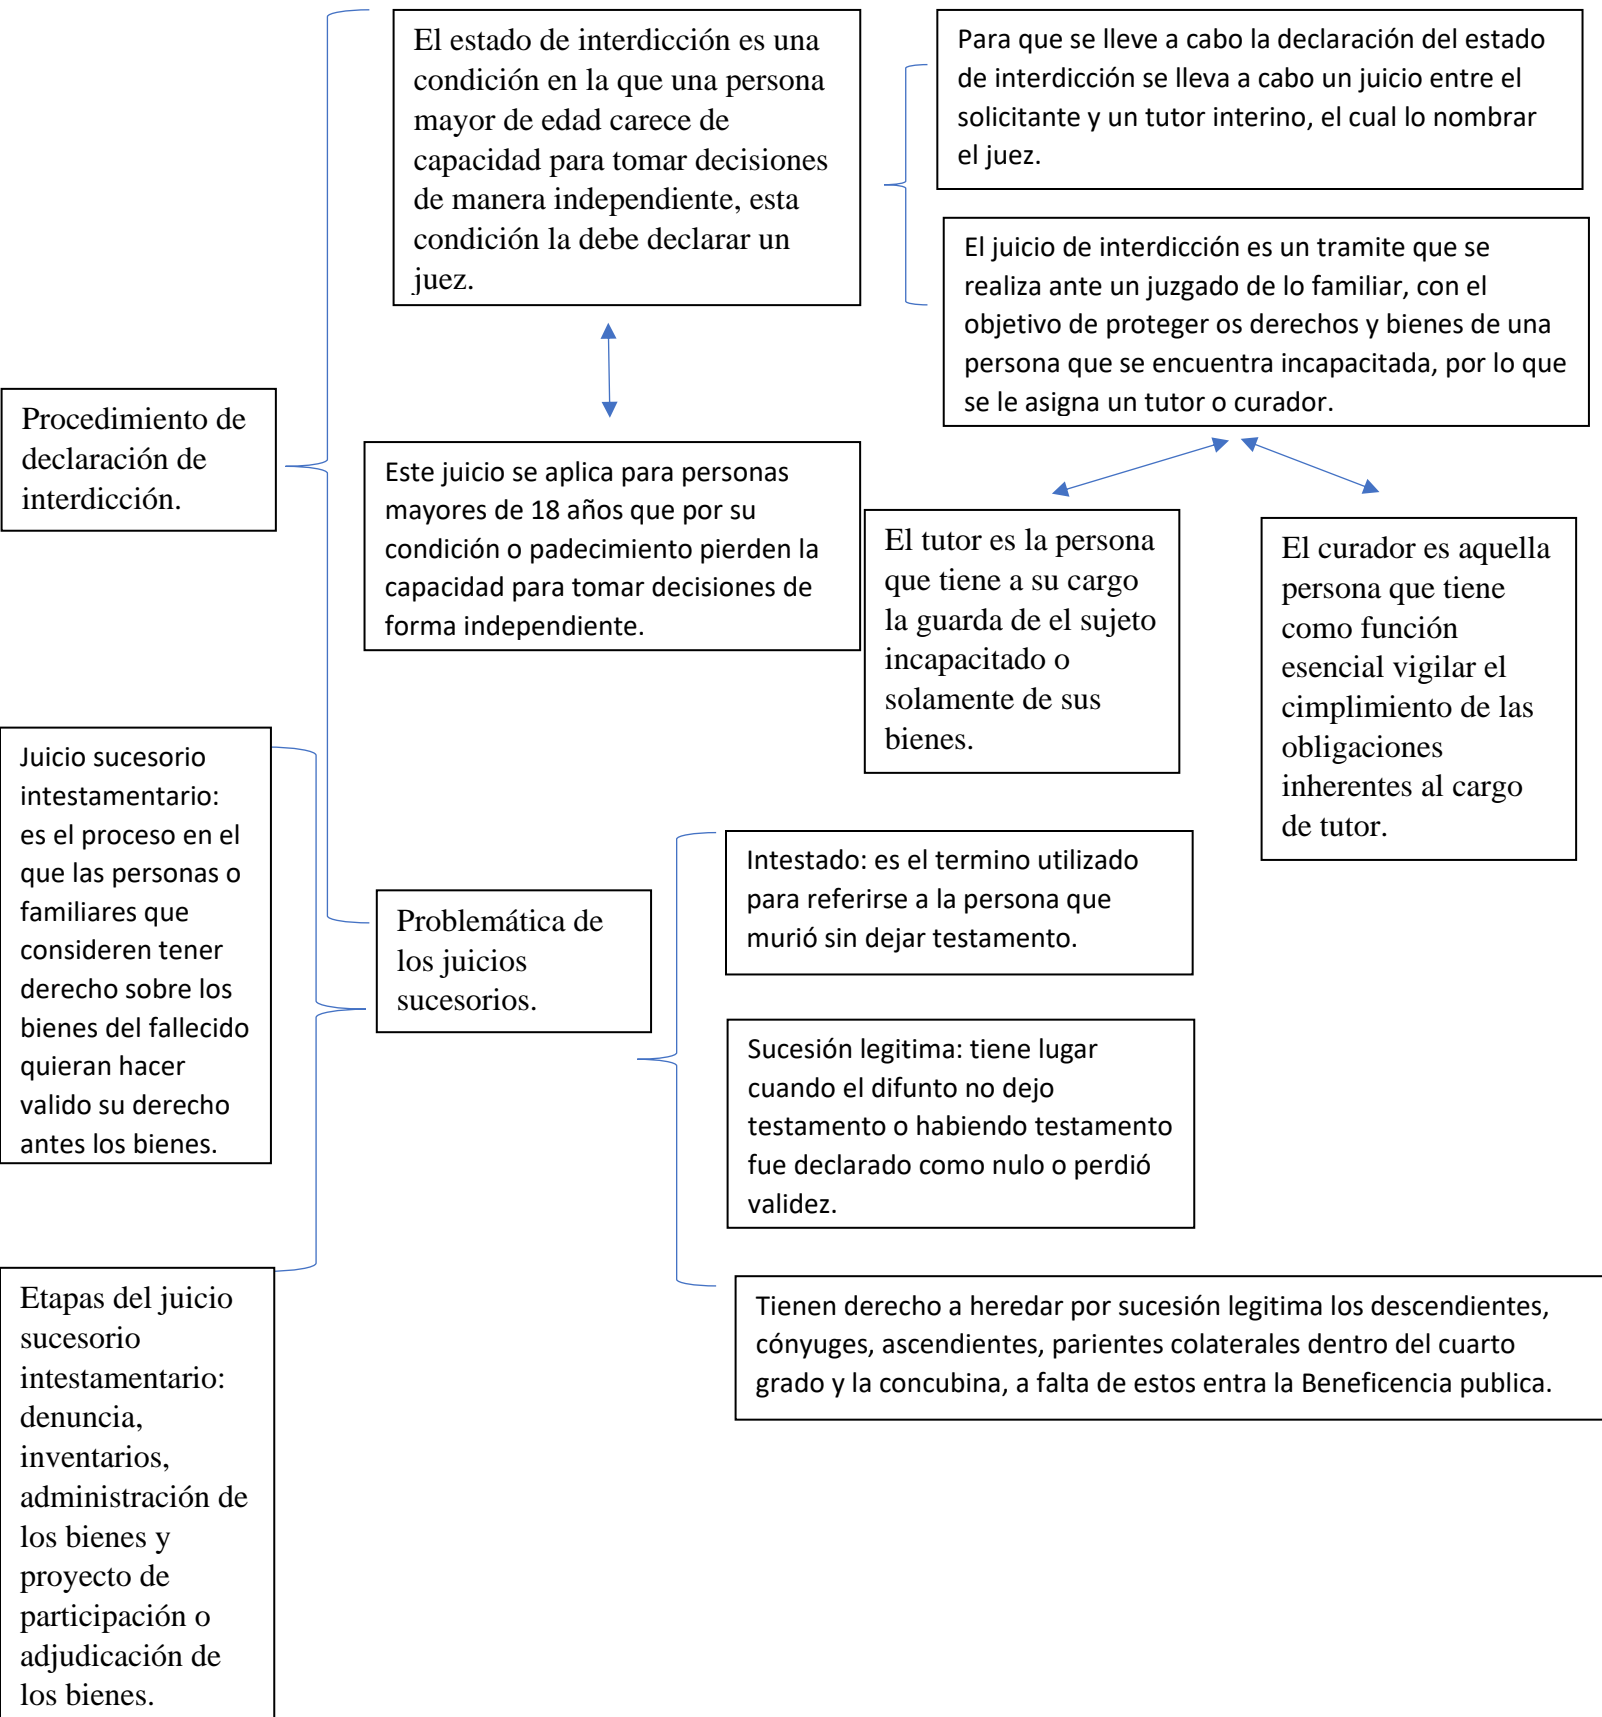 El estado de interdicción es una
condición en la que una persona
mayor de edad carece de
capacidad para tomar decisiones
de manera independiente, esta
condición la debe declarar un
juez.
Para que se lleve a cabo la declaración del estado
de interdicción se lleva a cabo un juicio entre el
solicitante y un tutor interino, el cual lo nombrar
el juez.
El juicio de interdicción es un tramite que se
realiza ante un juzgado de lo familiar, con el
objetivo de proteger os derechos y bienes de una
persona que se encuentra incapacitada, por lo que
se le asigna un tutor o curador.
Procedimiento de
declaración de
interdicción.
Este juicio se aplica para personas
mayores de 18 años que por su
condición o padecimiento pierden la
capacidad para tomar decisiones de
forma independiente.
El tutor es la persona
que tiene a su cargo
la guarda de el sujeto
incapacitado o
solamente de sus
bienes.
El curador es aquella
persona que tiene
como función
esencial vigilar el
cimplimiento de las
obligaciones
inherentes al cargo
de tutor.
Juicio sucesorio
intestamentario:
es el proceso en el
que las personas o
familiares que
consideren tener
derecho sobre los
bienes del fallecido
quieran hacer
valido su derecho
antes los bienes.
Problemática de
los juicios
sucesorios.
Intestado: es el termino utilizado
para referirse a la persona que
murió sin dejar testamento.
Sucesión legitima: tiene lugar
cuando el difunto no dejo
testamento o habiendo testamento
fue declarado como nulo o perdió
validez.
Tienen derecho a heredar por sucesión legitima los descendientes,
cónyuges, ascendientes, parientes colaterales dentro del cuarto
grado y la concubina, a falta de estos entra la Beneficencia publica.
Etapas del juicio
sucesorio
intestamentario:
denuncia,
inventarios,
administración de
los bienes y
proyecto de
participación o
adjudicación de
los bienes.